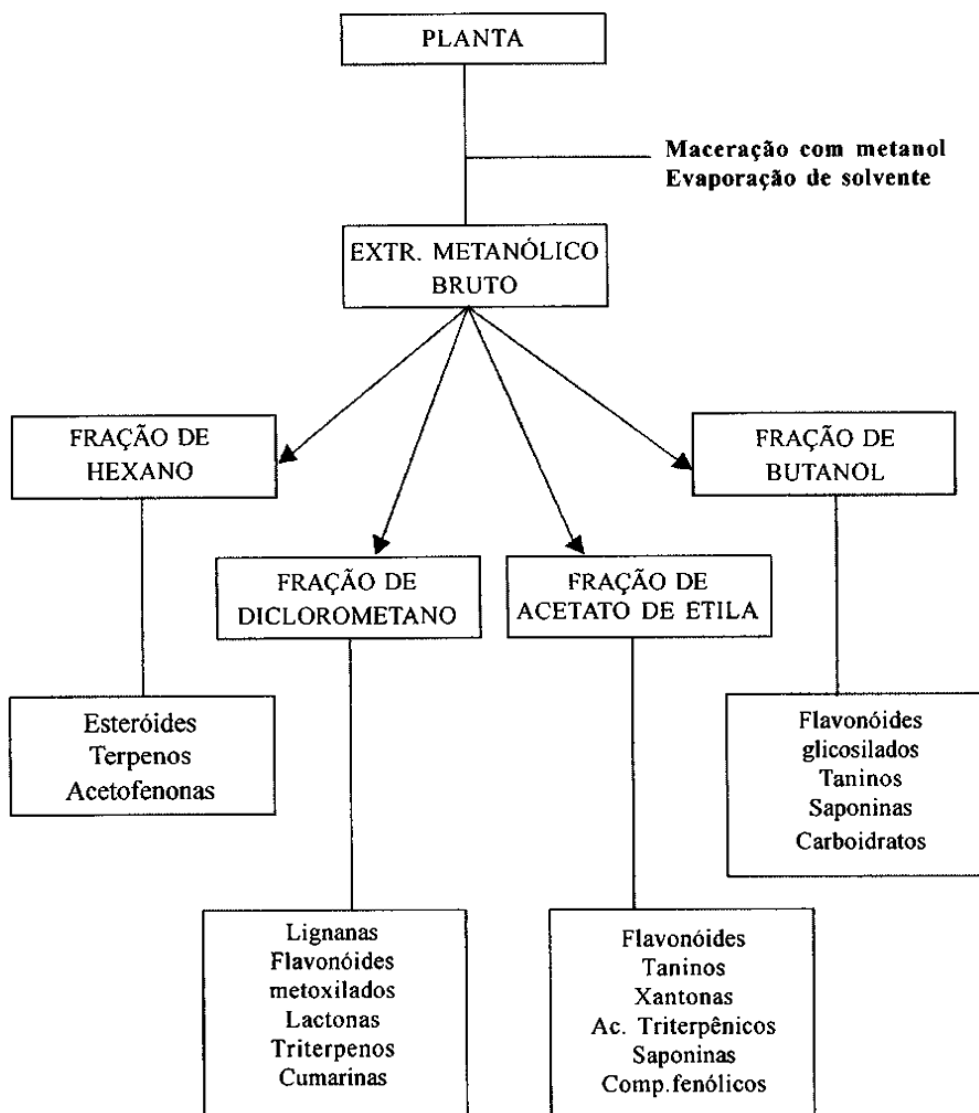 PLANTA
Maceração com metanol
Evaporação de solvente
EXTR. METANÓLICO
BRUTO
FRAÇÃO DE
HEXANO
FRAÇÃO DE
BUTANOL
FRAÇÃO DE
DICLOROMETANO
FRAÇÃO DE
ACETATO DE ETILA
Esteróides
Terpenos
Acetofenonas
Flavonóides
glicosilados
Taninos
Saponinas
Carboidratos
Lignanas
Flavonóides
metoxilados
Lactonas
Triterpenos
Cumarinas
Flavonóides
Taninos
Xantonas
Ac. Triterpênicos
Saponinas
Comp.fenólicos